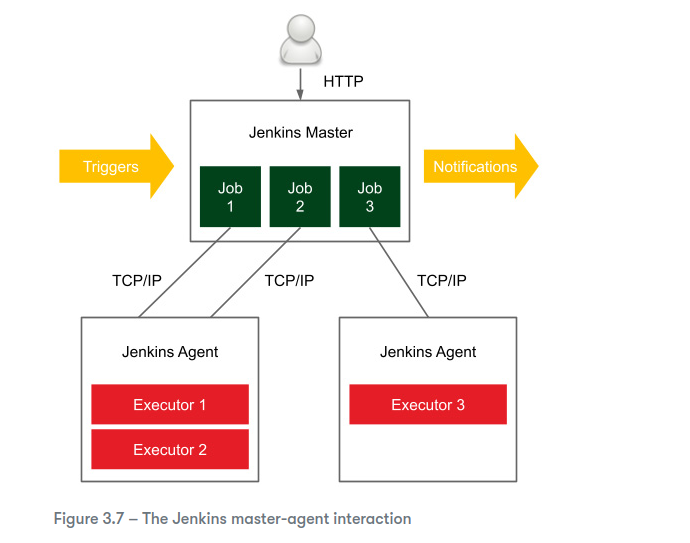 HTTP
Jenkins Master
Triggers
Notifications
Job
1
Job
2
Job
3
TCP/IP
TCP/IP
TCP/IP
Jenkins Agent
Executor 1
Executor 2
Jenkins Agent
Executor 3
Figure 3.7 – The Jenkins master-agent interaction